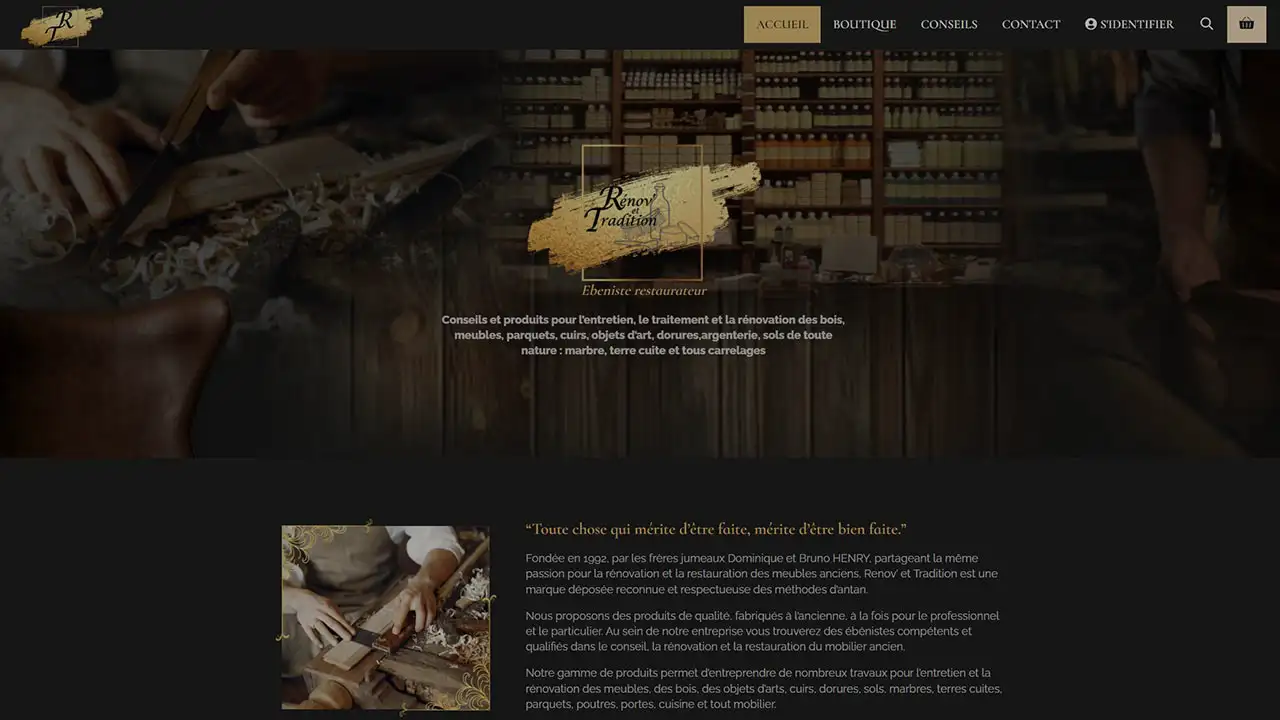 R
T
ACCUEIL
BOUTIQUE
CONSEILS
CONTACT
S'IDENTIFIER
Rénov'
et
Tradition
Ebeniste restaurateur
Conseils et produits pour l'entretien, le traitement et la rénovation des bois,
meubles, parquets, cuirs, objets d'art, dorures,argenterie, sols de toute
nature : marbre, terre cuite et tous carrelages
“Toute chose qui mérite d'être faite, mérite d'être bien faite.”
Fondée en 1992, par les frères jumeaux Dominique et Bruno HENRY, partageant la même
passion pour la rénovation et la restauration des meubles anciens, Renov' et Tradition est une
marque déposée reconnue et respectueuse des méthodes d'antan.
Nous proposons des produits de qualité, fabriqués à l'ancienne, à la fois pour le professionnel
et le particulier. Au sein de notre entreprise vous trouverez des ébénistes compétents et
qualifiés dans le conseil, la rénovation et la restauration du mobilier ancien.
Notre gamme de produits permet d'entreprendre de nombreux travaux pour l'entretien et la
rénovation des meubles, des bois, des objets d'arts, cuirs, dorures, sols, marbres, terres cuites,
parquets, poutres, portes, cuisine et tout mobilier.